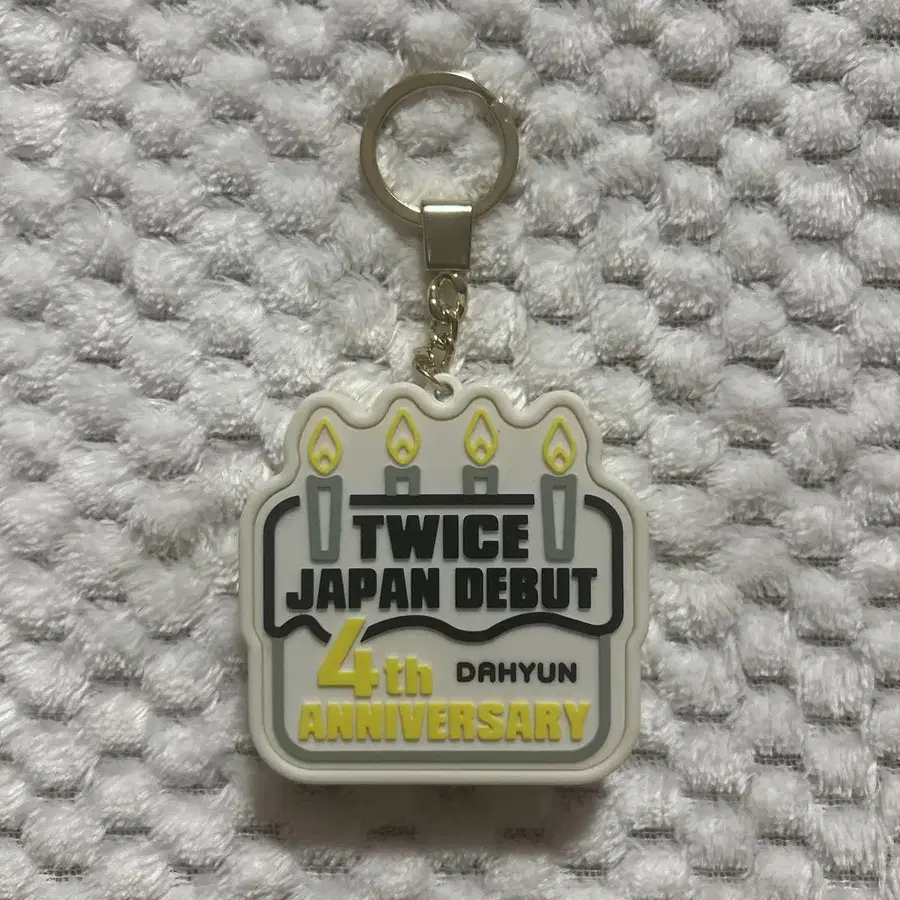 TWICE
JAPAN DEBUT
4th DAHYUN
ANNIVERSARY